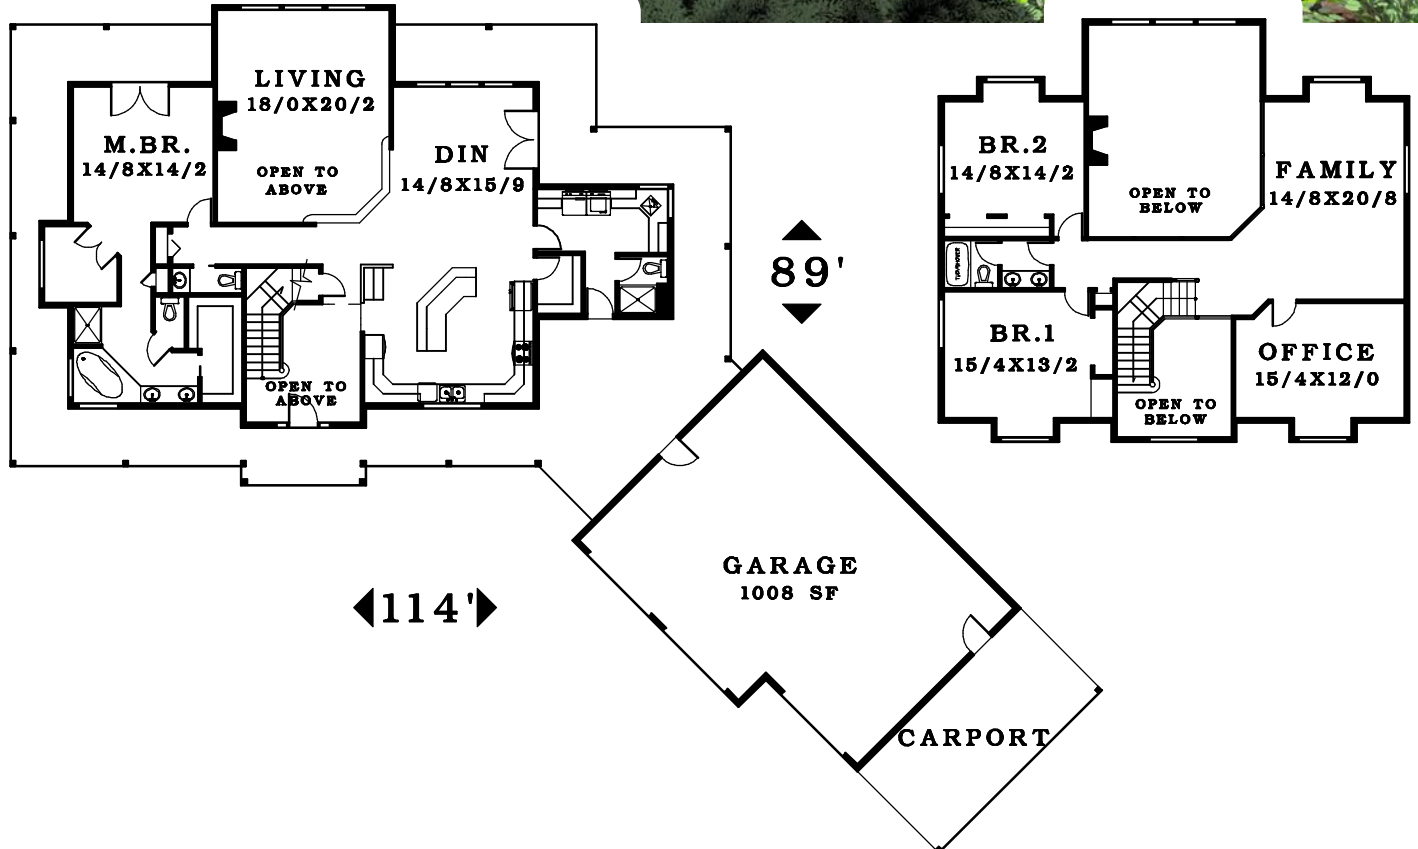 LIVING
18/0X20/2
OPEN TO
ABOVE
M.BR.
14/8X14/2
DIN
14/8X15/9
OPEN TO
ABOVE
89'
114'
GARAGE
1008 SF
CARPORT
BR.2
14/8X14/2
OPEN TO
BELOW
FAMILY
14/8X20/8
BR.1
15/4X13/2
OPEN TO
BELOW
OFFICE
15/4X12/0